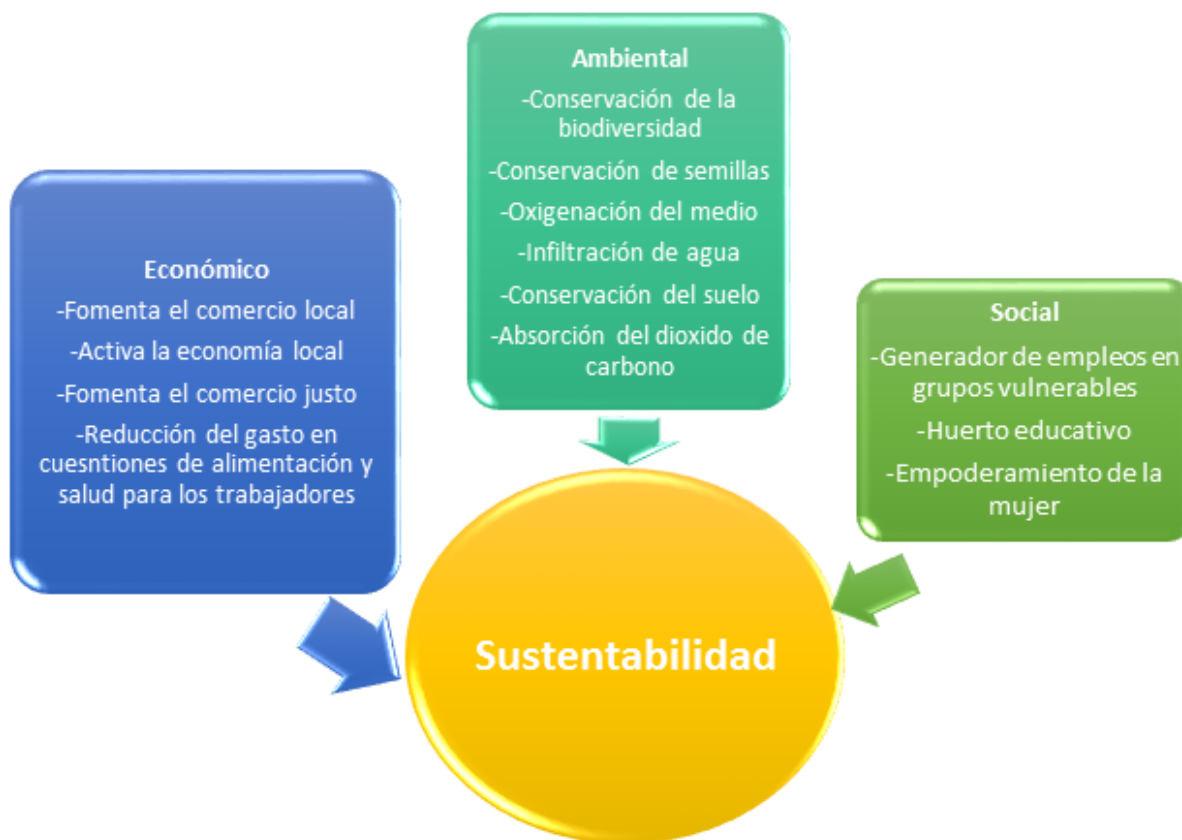 Económico
-Fomenta el comercio local
-Activa la economía local
-Fomenta el comercio justo
-Reducción del gasto en
cuesntiones de alimentación y
salud para los trabajadores
Ambiental
-Conservación de la
biodiversidad
-Conservación de semillas
-Oxigenación del medio
-Infiltración de agua
-Conservación del suelo
-Absorción del dioxido de
carbono
Social
-Generador de empleos en
grupos vulnerables
-Huerto educativo
-Empoderamiento de la
mujer
Sustentabilidad